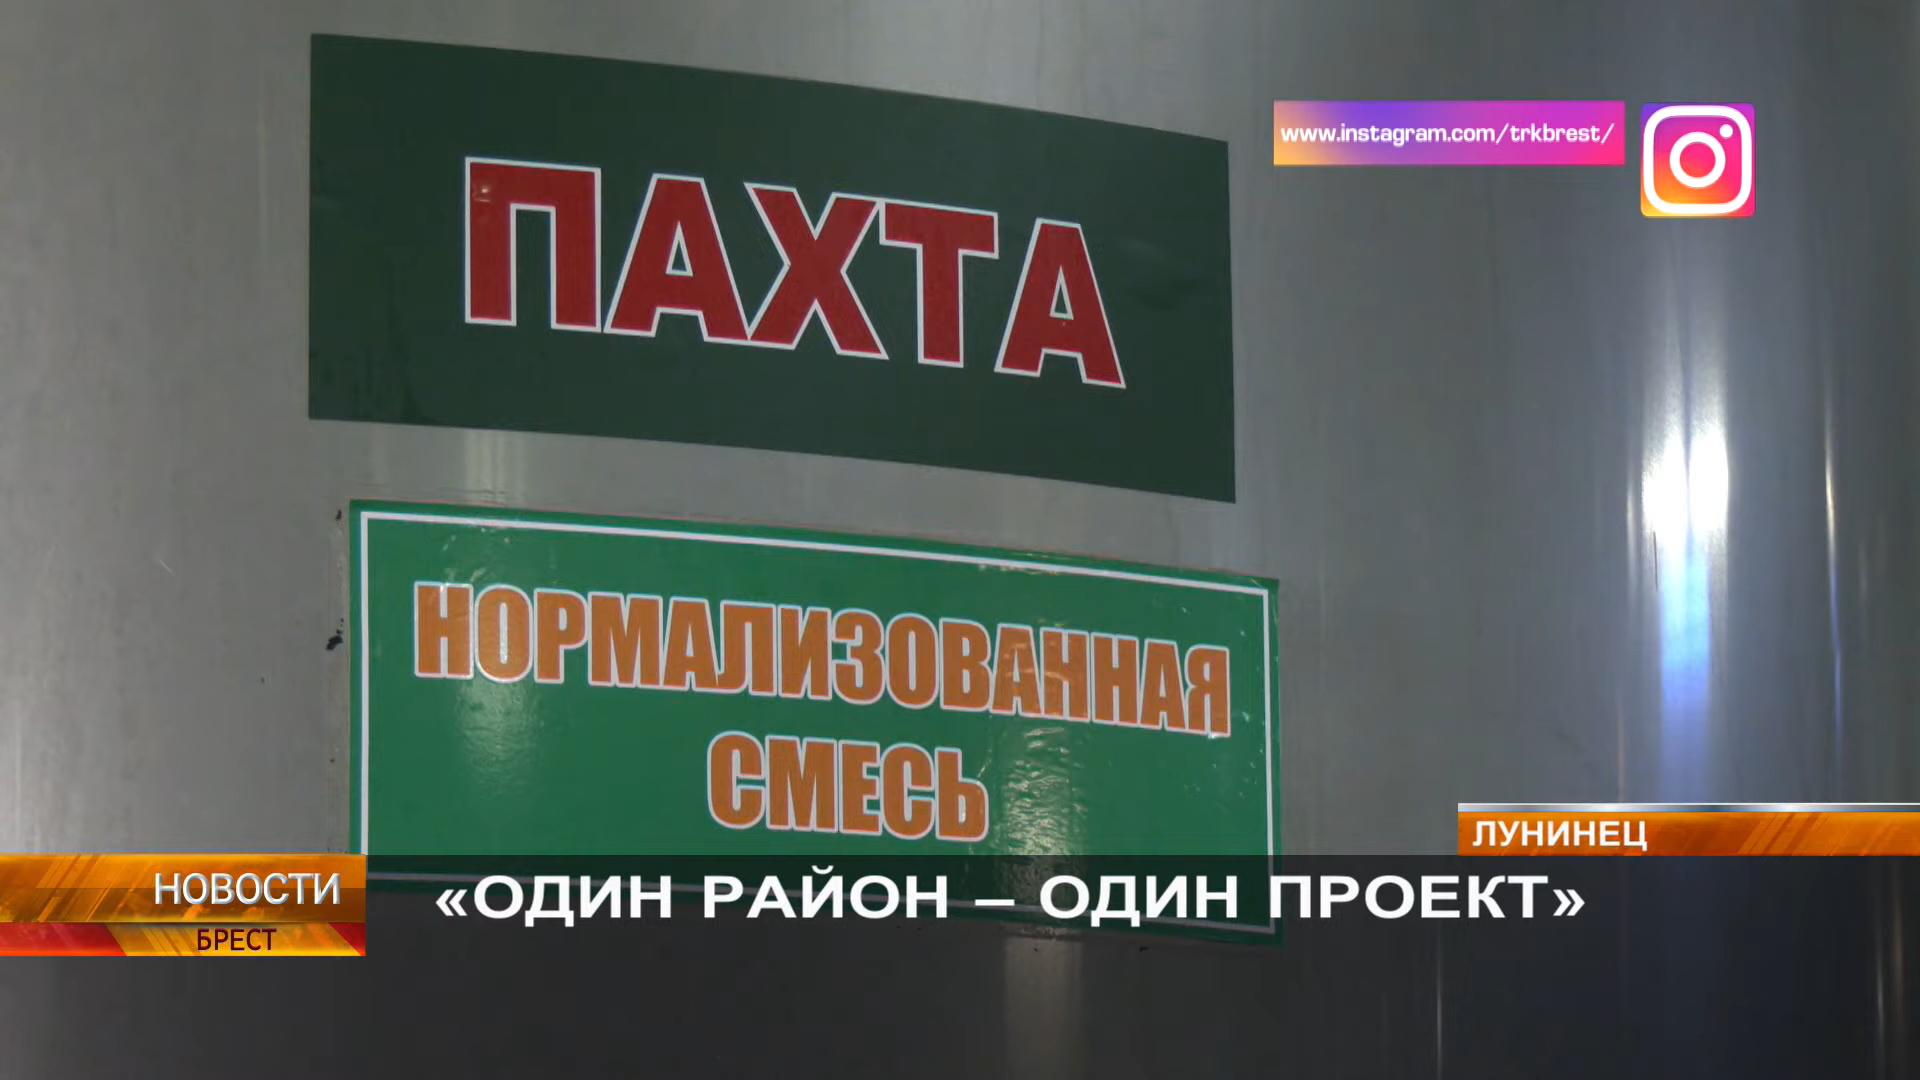 www.instagram.com/trkbrest/
ПАХТА
НОРМАЛИЗОВАННАЯ
СМЕСЬ
ЛУНИНЕЦ
НОВОСТИ
БРЕСТ
«ОДИН РАЙОН – ОДИН ПРОЕКТ»